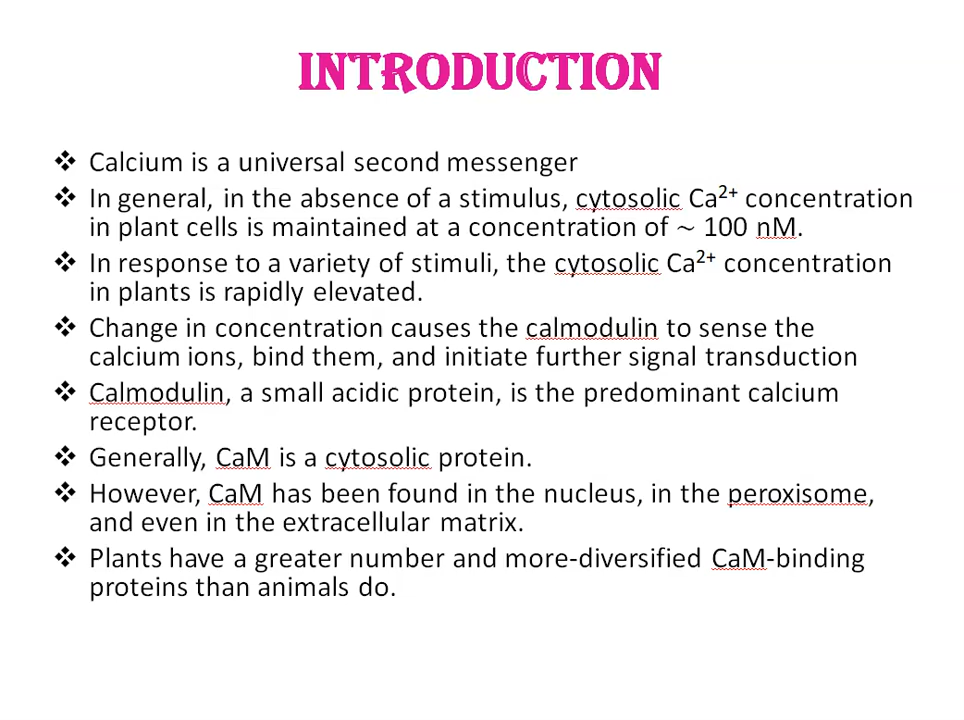 INTRODUCTION
❖ Calcium is a universal second messenger
❖ In general, in the absence of a stimulus, cytosolic Ca²⁺ concentration
in plant cells is maintained at a concentration of ~ 100 nM.
❖ In response to a variety of stimuli, the cytosolic Ca²⁺ concentration
in plants is rapidly elevated.
❖ Change in concentration causes the calmodulin to sense the
calcium ions, bind them, and initiate further signal transduction
❖ Calmodulin, a small acidic protein, is the predominant calcium
receptor.
❖ Generally, CaM is a cytosolic protein.
❖ However, CaM has been found in the nucleus, in the peroxisome,
and even in the extracellular matrix.
❖ Plants have a greater number and more-diversified CaM-binding
proteins than animals do.